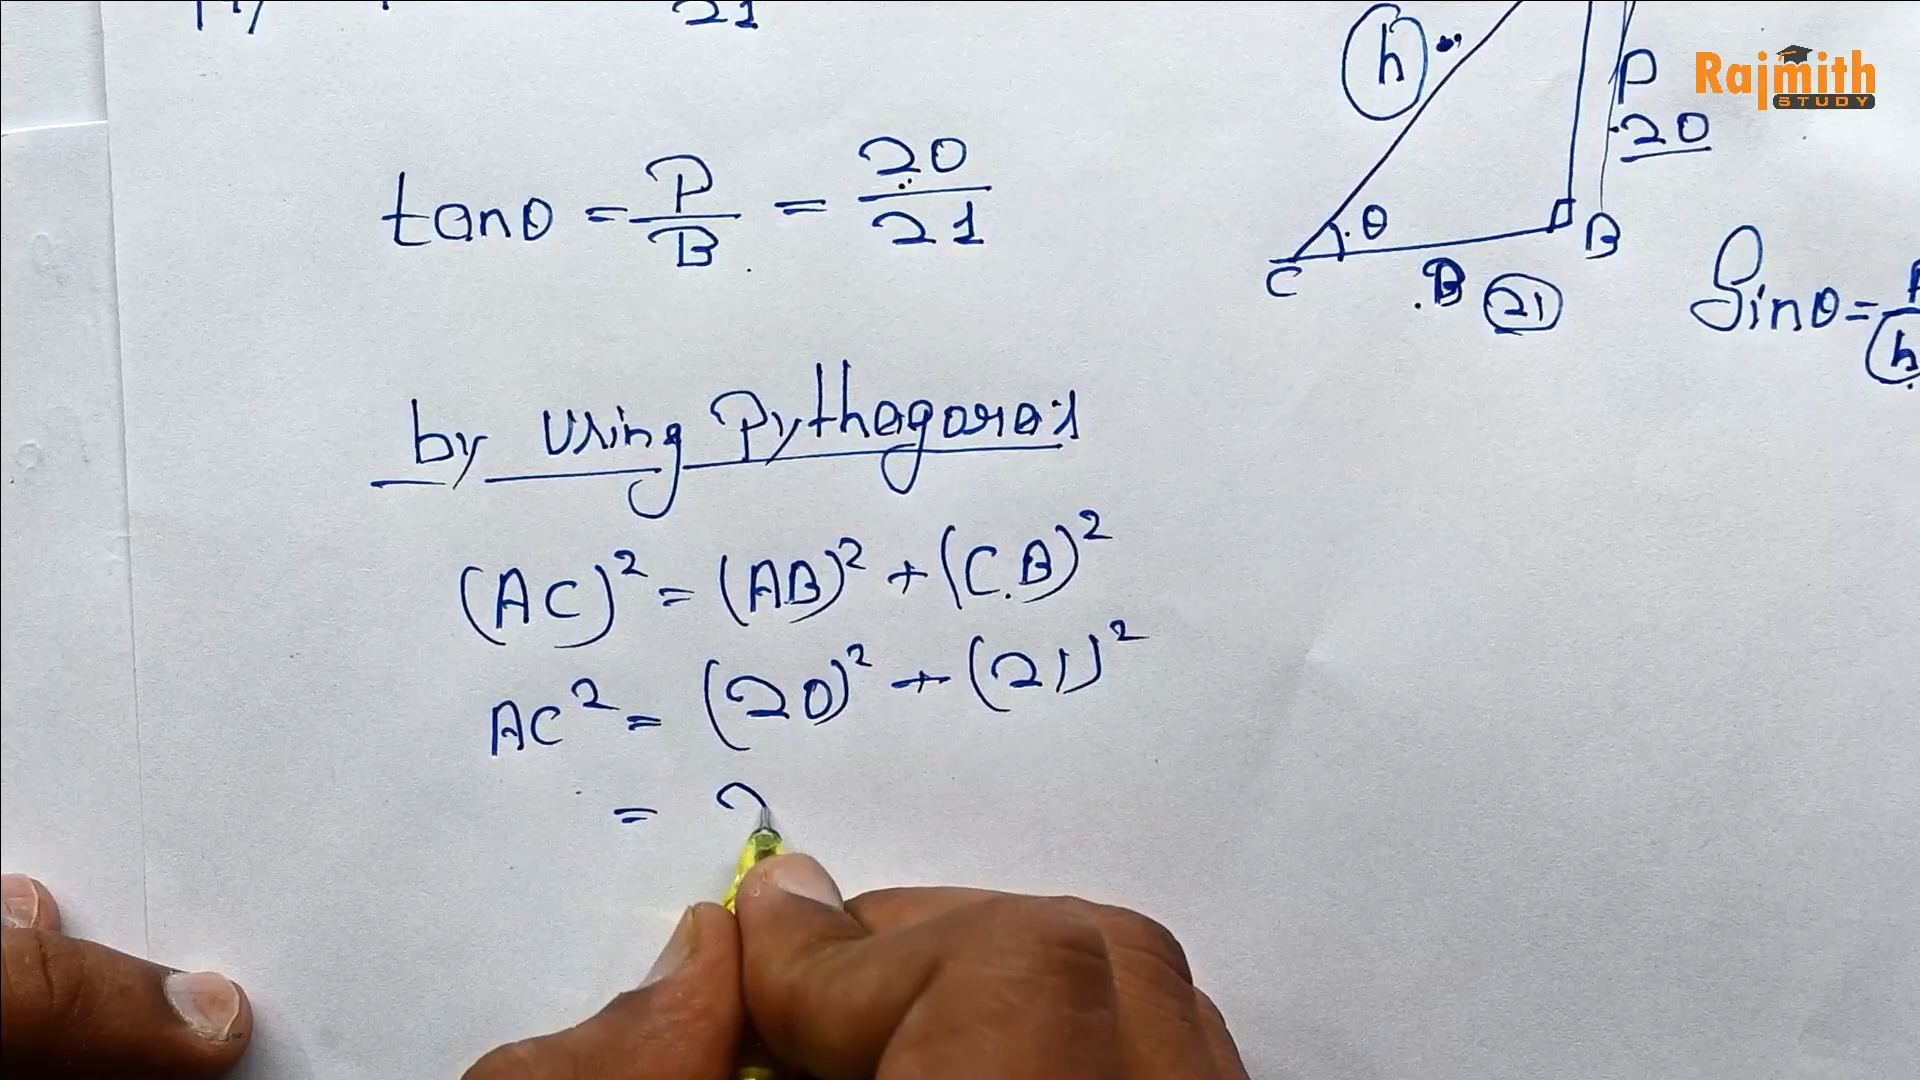 21
h
P
20
Rajmith
STUDY
tanθ = P/B = 20/21
θ
C
B
B 21
Sinθ = P/h
by Using Pythagoras
(AC)² = (AB)² + (C.B)²
AC² = (20)² + (21)²
=